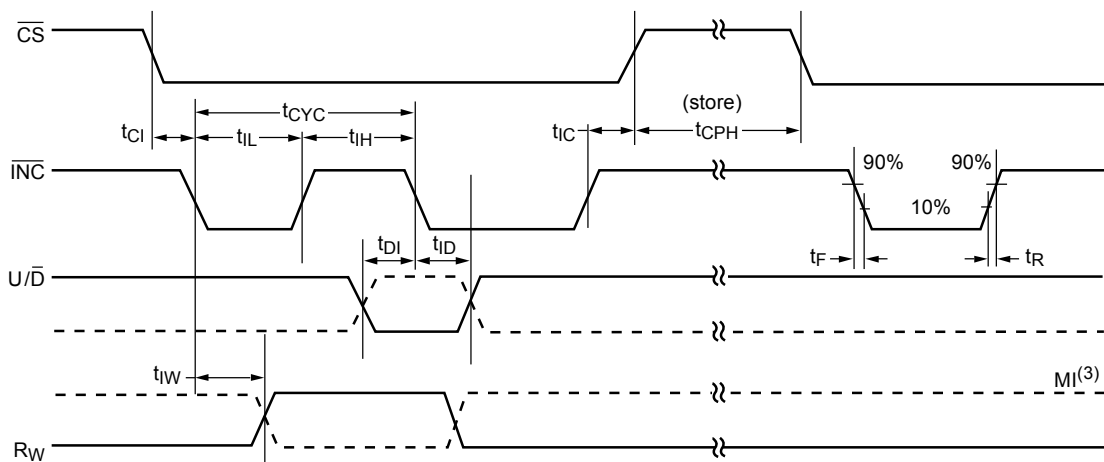 CS
(store)
tCYC
tCI tIL tIH tIC tCPH
INC 90% 90%
10%
tDI tID
U/D tF tR
tIW
MI(3)
RW